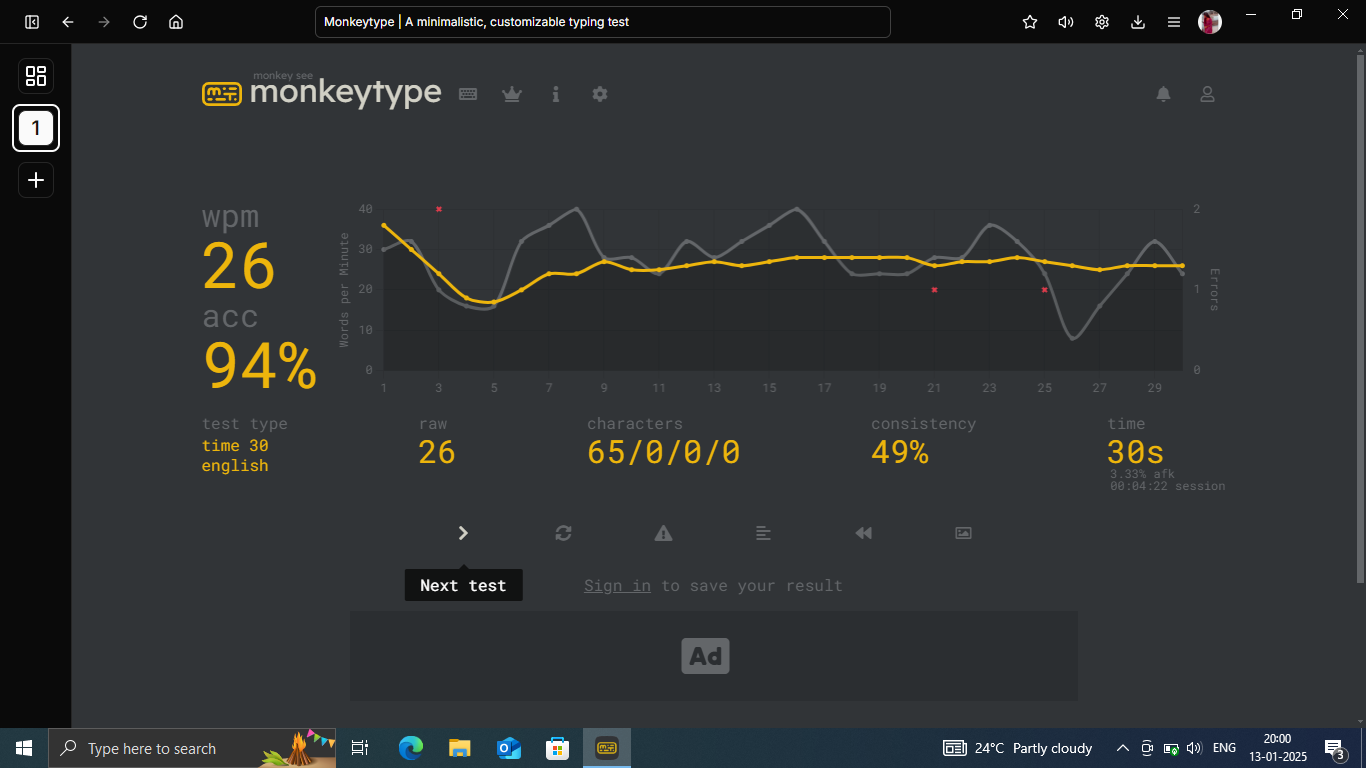 Monkeytype | A minimalistic, customizable typing test
1
monkey see
monkeytype
wpm
26
acc
94%
Words per Minute
40
30
20
10
0
2
1
0
Errors
1 3 5 7 9 11 13 15 17 19 21 23 25 27 29
test type
time 30
english
raw
26
characters
65/0/0/0
consistency
49%
time
30s
3.33% afk
00:04:22 session
Next test
Sign in to save your result
Ad
Type here to search
24°C Partly cloudy
ENG
20:00
13-01-2025
3